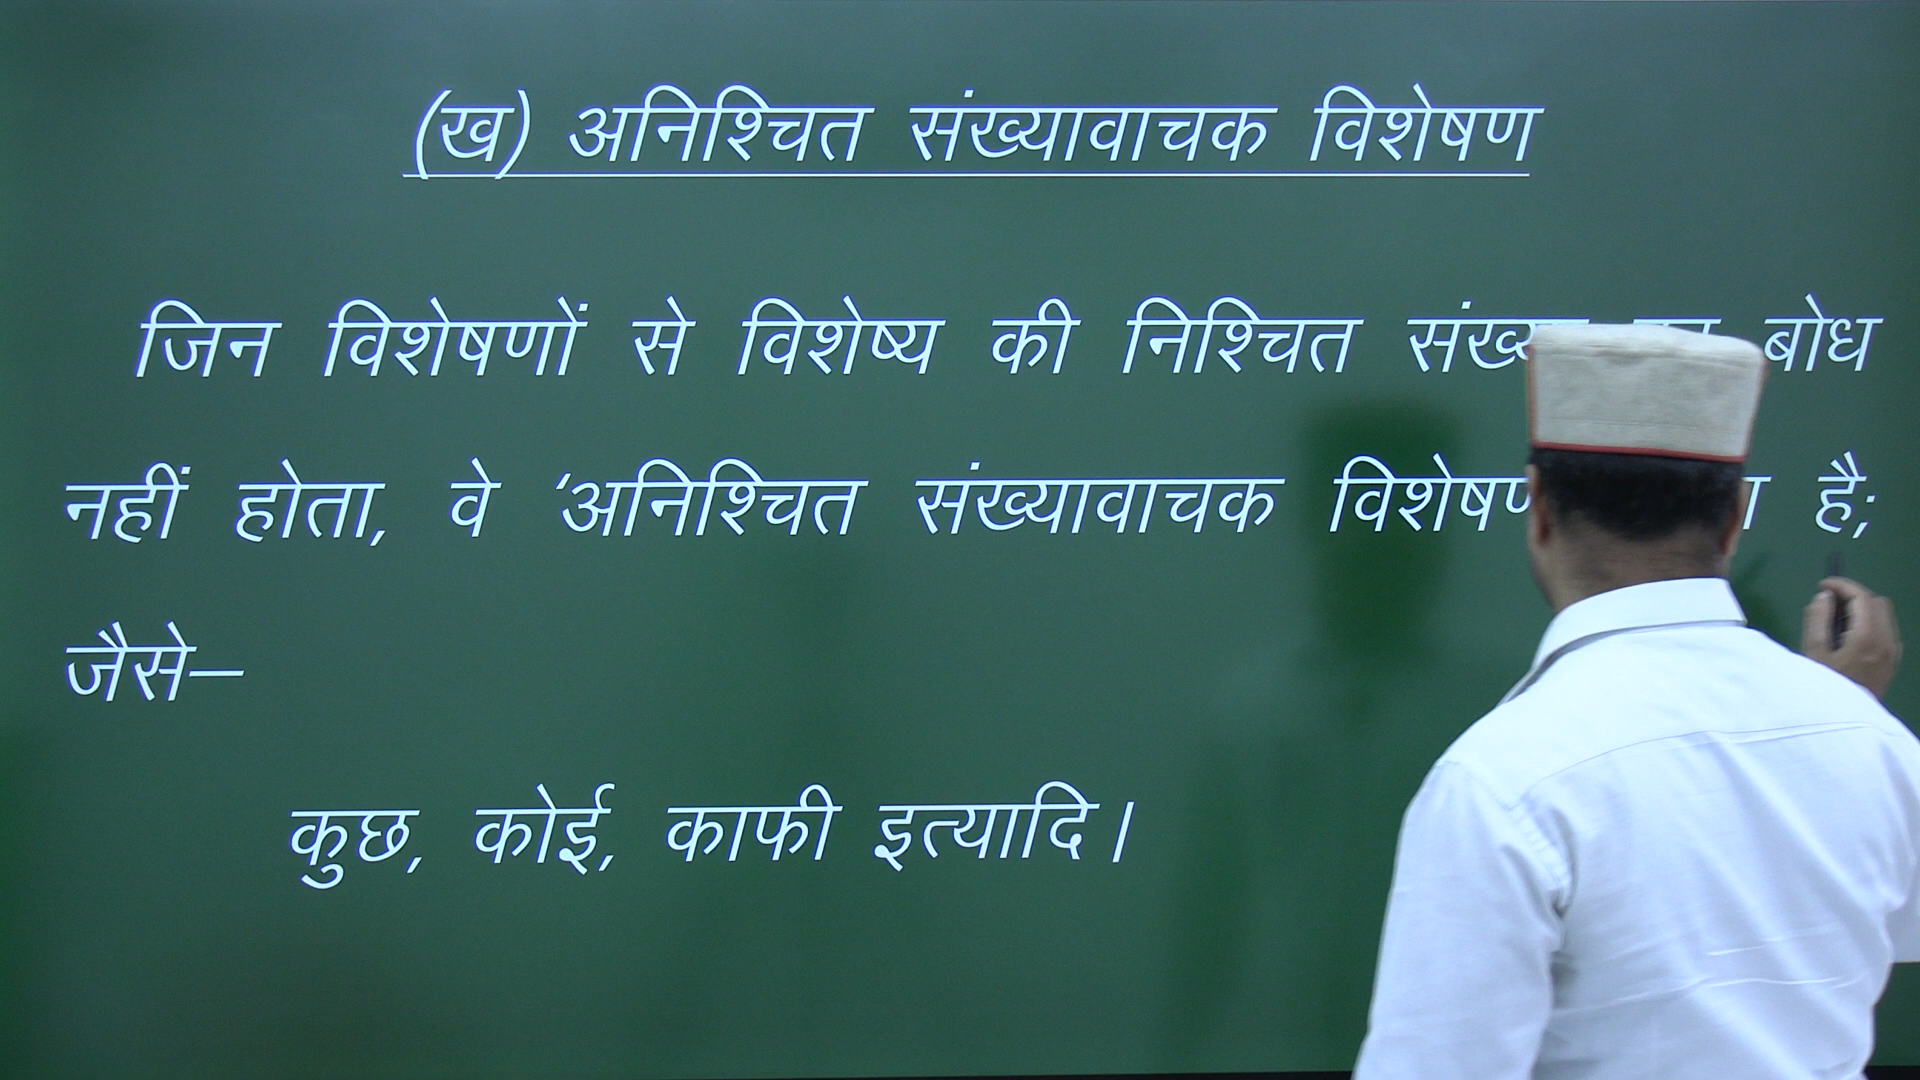 (ख) अनिश्चित संख्यावाचक विशेषण
जिन विशेषणों से विशेष्य की निश्चित बोध
नहीं होता, वे ‘अनिश्चित संख्यावाचक है;
जैसे–
कुछ, कोई, काफी इत्यादि।